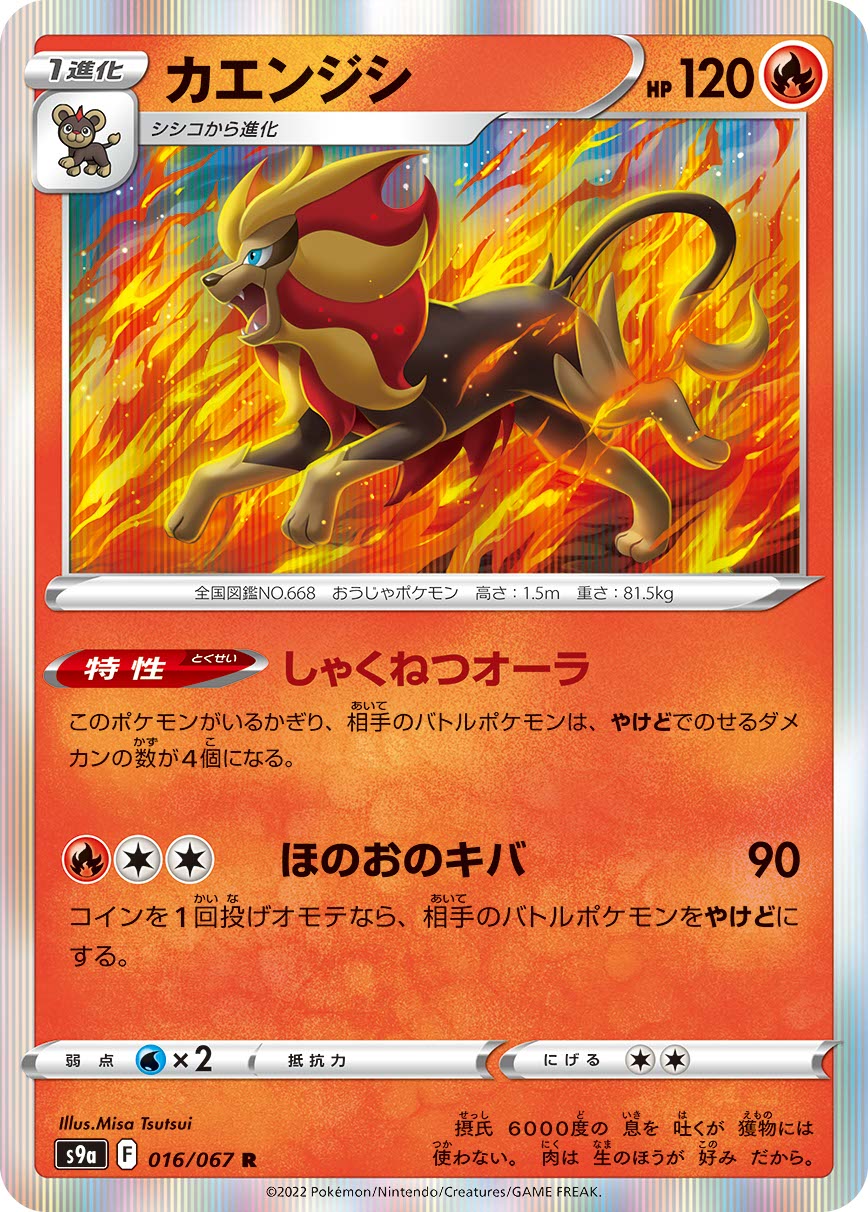 1進化
カエンジシ
HP 120
シシコから進化
全国図鑑NO.668 おうじゃポケモン 高さ：1.5m 重さ：81.5kg
特性 とくせい しゃくねつオーラ
このポケモンがいるかぎり、相手のバトルポケモンは、やけどでのせるダメ
カンの数が4個になる。
ほのおのキバ 90
コインを1回投げオモテなら、相手のバトルポケモンをやけどに
する。
弱点 ×2 抵抗力 にげる
Illus.Misa Tsutsui
摂氏 6000度の 息を 吐くが 獲物には
使わない。 肉は 生のほうが 好み だから。
s9a F 016/067 R
©2022 Pokémon/Nintendo/Creatures/GAME FREAK.